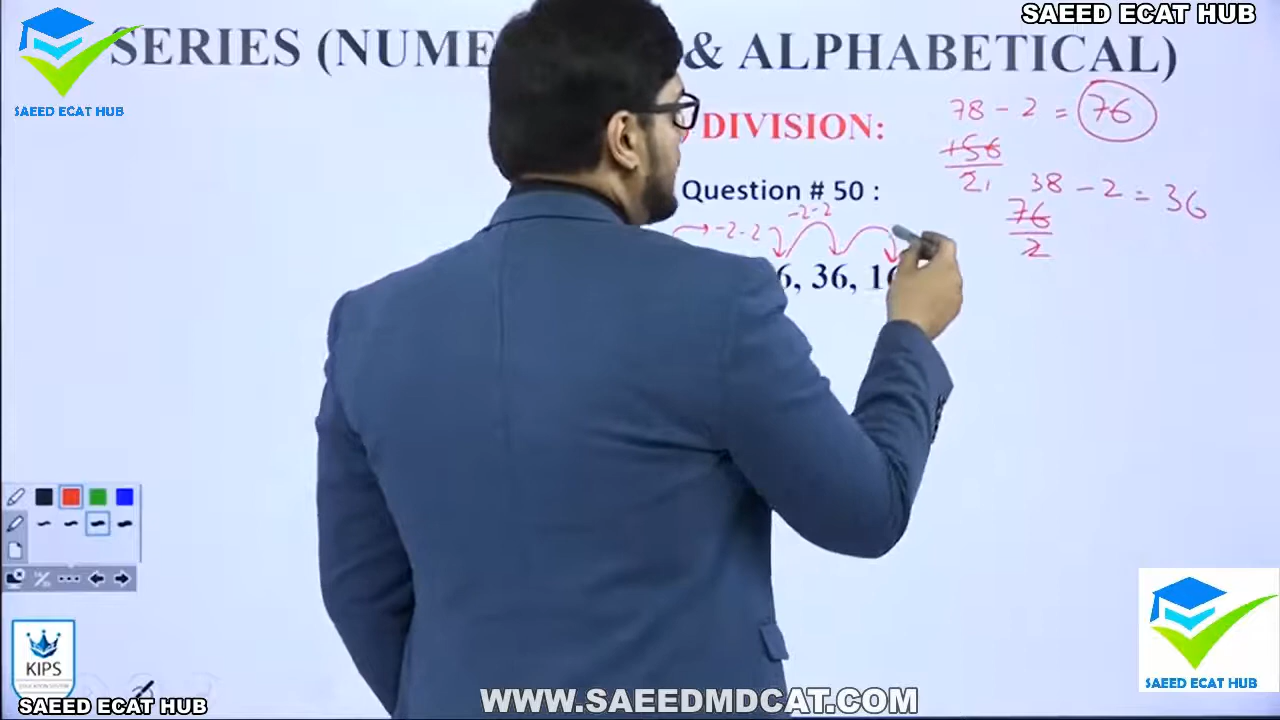 SAEED ECAT HUB
SERIES (NUME & ALPHABETICAL)
SAEED ECAT HUB
DIVISION:
78 - 2 = 76
156
2
38 - 2 = 36
76
2
Question # 50 :
-2-2
-2-2
6, 36, 16
KIPS
SAEED ECAT HUB
SAEED ECAT HUB
WWW.SAEEDMDCAT.COM